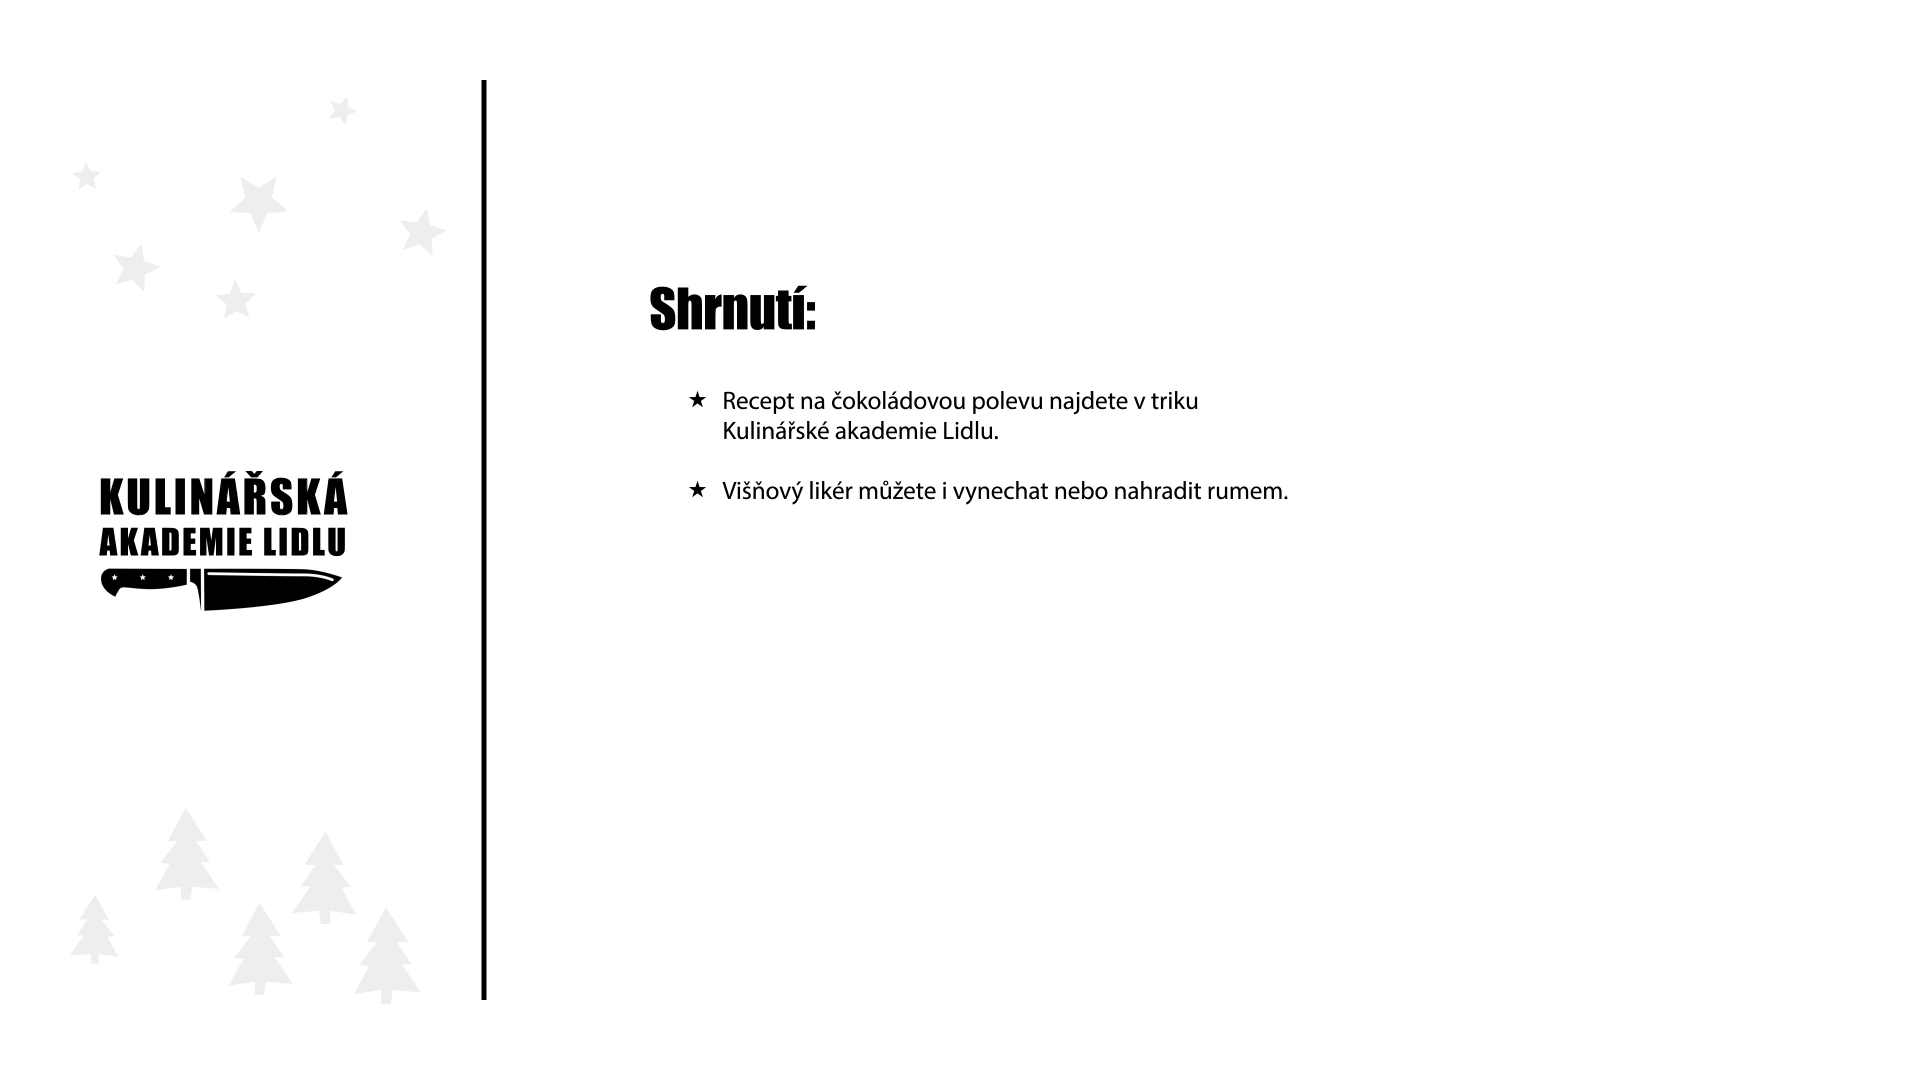 KULINÁŘSKÁ
AKADEMIE LIDLU
Shrnutí:
★ Recept na čokoládovou polevu najdete v triku
Kulinářské akademie Lidlu.
★ Višňový likér můžete i vynechat nebo nahradit rumem.